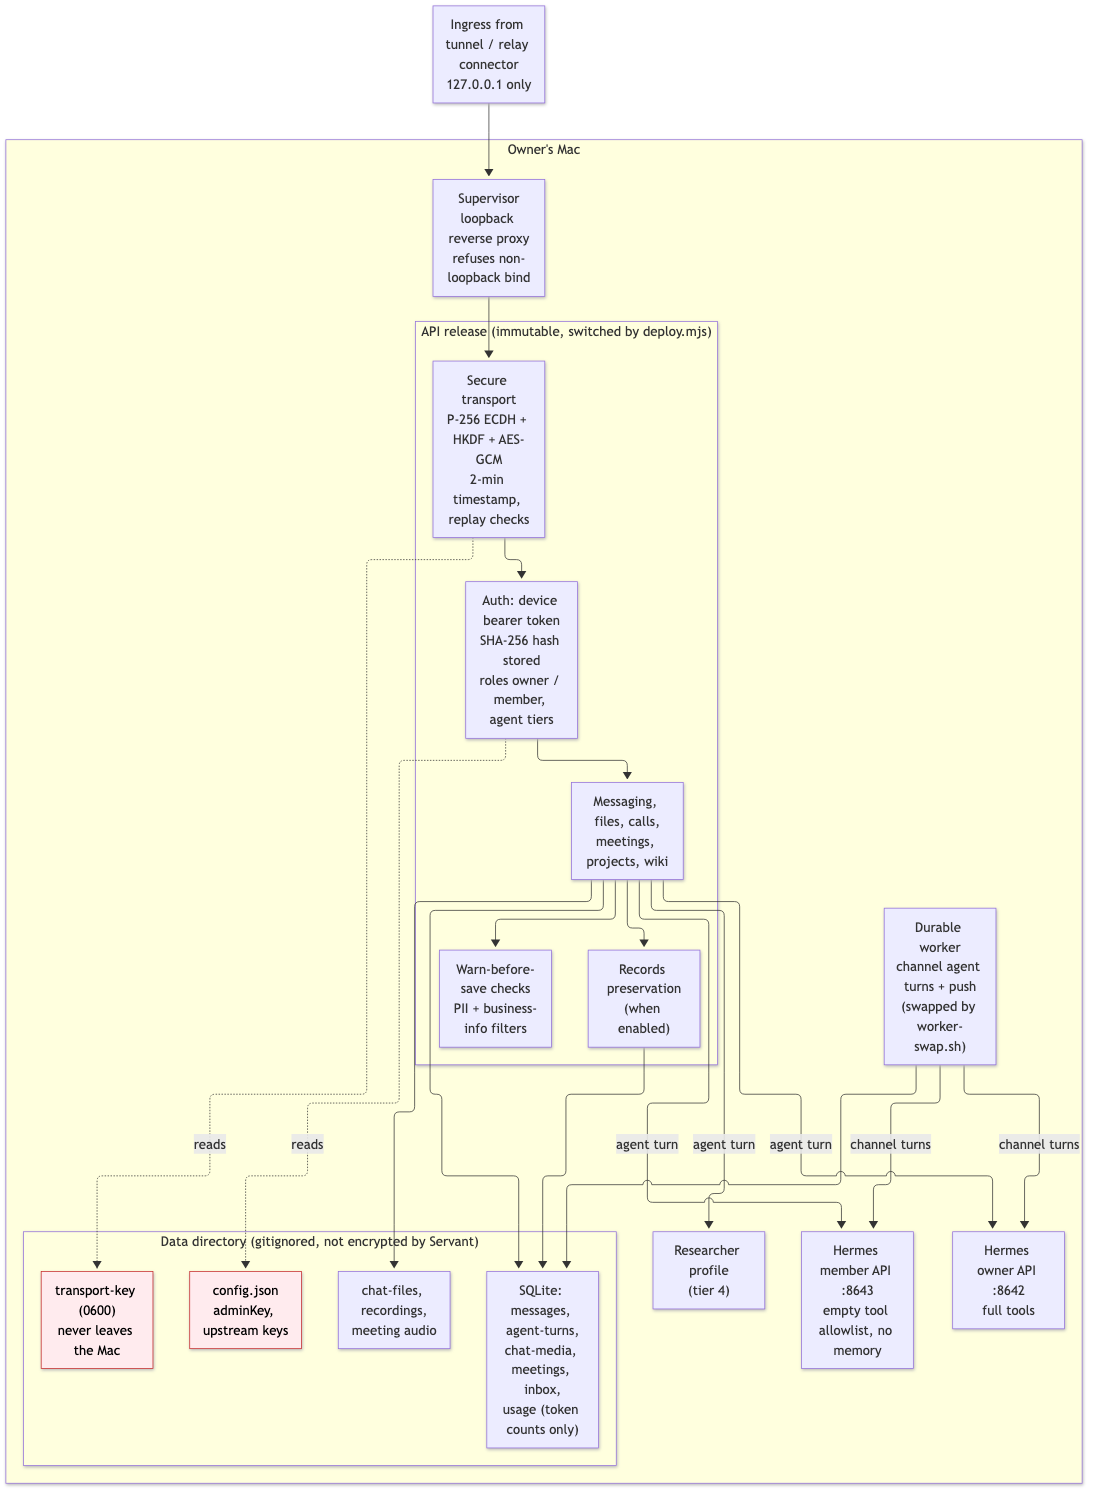 Ingress from
tunnel / relay
connector
127.0.0.1 only
Owner's Mac
Supervisor
loopback
reverse proxy
refuses non-
loopback bind
API release (immutable, switched by deploy.mjs)
Secure
transport
P-256 ECDH +
HKDF + AES-
GCM
2-min
timestamp,
replay checks
Auth: device
bearer token
SHA-256 hash
stored
roles owner /
member,
agent tiers
Messaging,
files, calls,
meetings,
projects, wiki
Warn-before-
save checks
PII + business-
info filters
Records
preservation
(when
enabled)
Durable
worker
channel agent
turns + push
(swapped by
worker-
swap.sh)
reads
reads
agent turn
agent turn
agent turn
channel turns
channel turns
Data directory (gitignored, not encrypted by Servant)
transport-key
(0600)
never leaves
the Mac
config.json
adminKey,
upstream keys
chat-files,
recordings,
meeting audio
SQLite:
messages,
agent-turns,
chat-media,
meetings,
inbox,
usage (token
counts only)
Researcher
profile
(tier 4)
Hermes
member API
:8643
empty tool
allowlist, no
memory
Hermes
owner API
:8642
full tools